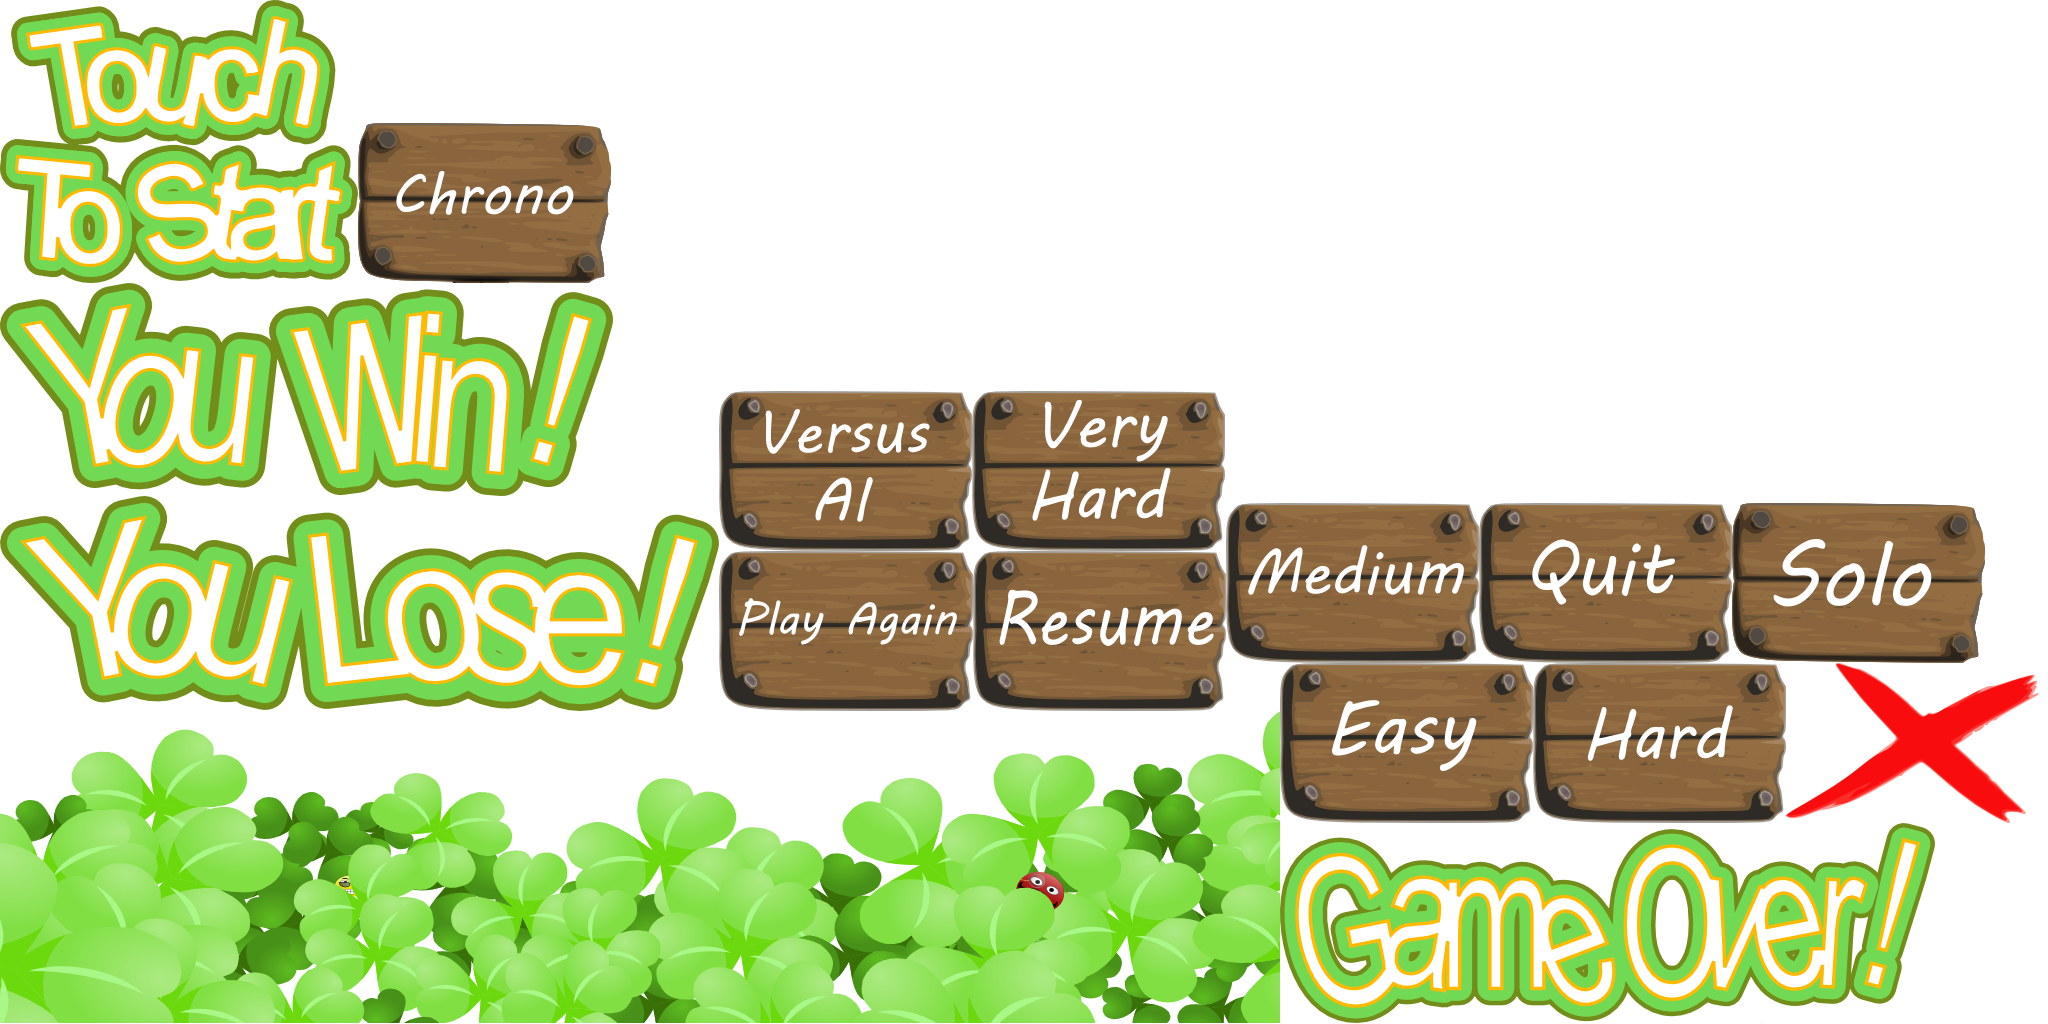 Touch
To Start
Chrono
You Win!
You Lose!
Versus
AI
Very
Hard
Play Again
Resume
Medium
Quit
Solo
Easy
Hard
Game Over!